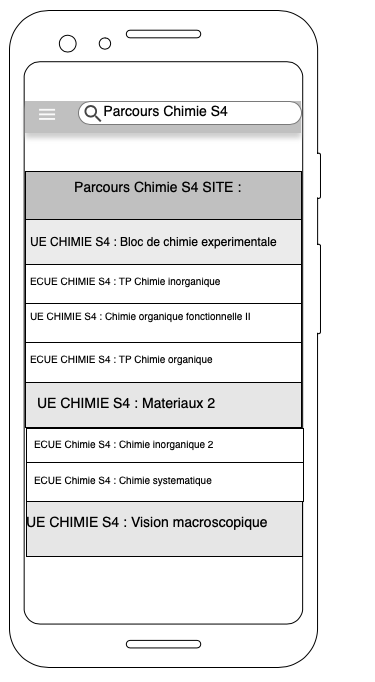 Parcours Chimie S4
Parcours Chimie S4 SITE :
UE CHIMIE S4 : Bloc de chimie experimentale
ECUE CHIMIE S4 : TP Chimie inorganique
UE CHIMIE S4 : Chimie organique fonctionnelle II
ECUE CHIMIE S4 : TP Chimie organique
UE CHIMIE S4 : Materiaux 2
ECUE Chimie S4 : Chimie inorganique 2
ECUE Chimie S4 : Chimie systematique
UE CHIMIE S4 : Vision macroscopique